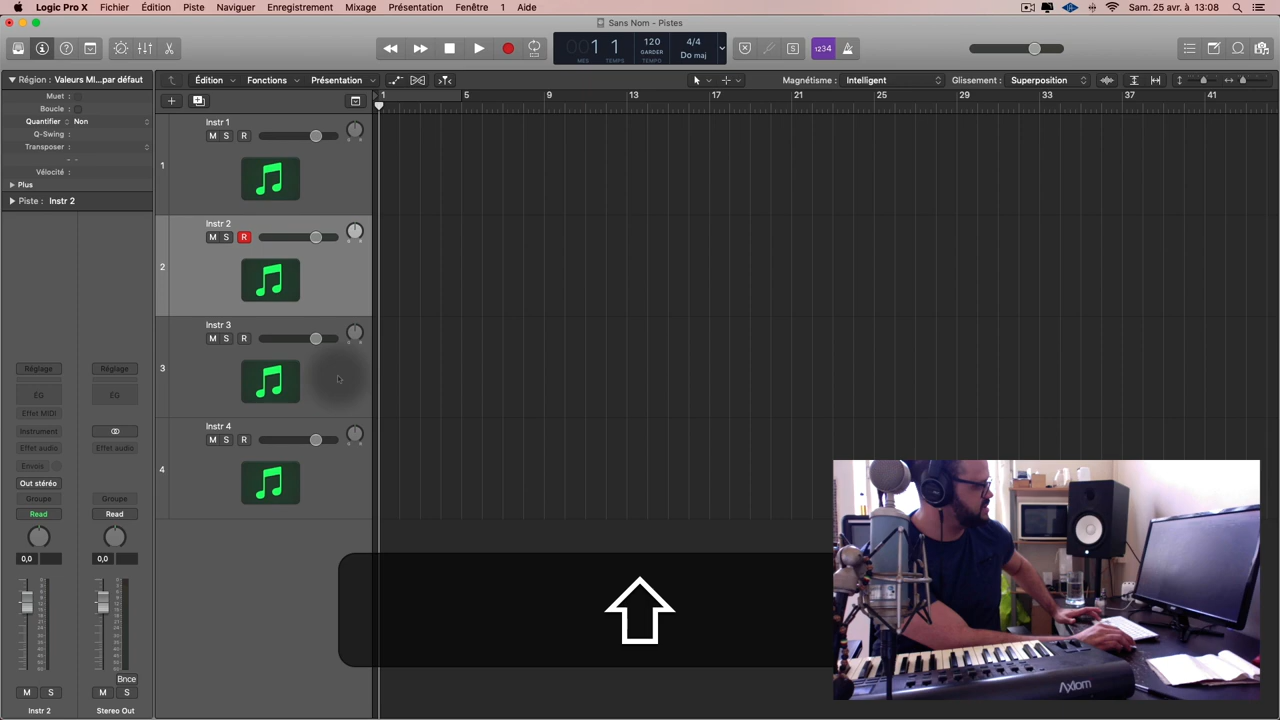 Logic Pro X Fichier Édition Piste Naviguer Enregistrement Mixage Présentation Fenêtre 1 Aide Sam. 25 avr. à 13:08
Sans Nom - Pistes
001 1 120 4/4
GARDER Do maj
MES TEMPS TEMPO
1234
S
Région : Valeurs MI...par défaut
Édition Fonctions Présentation Magnétisme : Intelligent Glissement : Superposition
Muet :
Boucle :
Quantifier : Non
Q-Swing :
Transposer :
Vélocité :
Plus
Piste : Instr 2
1 5 9 13 17 21 25 29 33 37 41
Instr 1
M S R
1
Instr 2
M S R
2
Instr 3
M S R
3
Instr 4
M S R
4
Réglage Réglage
ÉG ÉG
Effet MIDI
Instrument
Effet audio Effet audio
Envois
Out stéréo
Groupe Groupe
Read Read
0,0 0,0
Bnce
M S M S
Instr 2 Stereo Out
Axiom